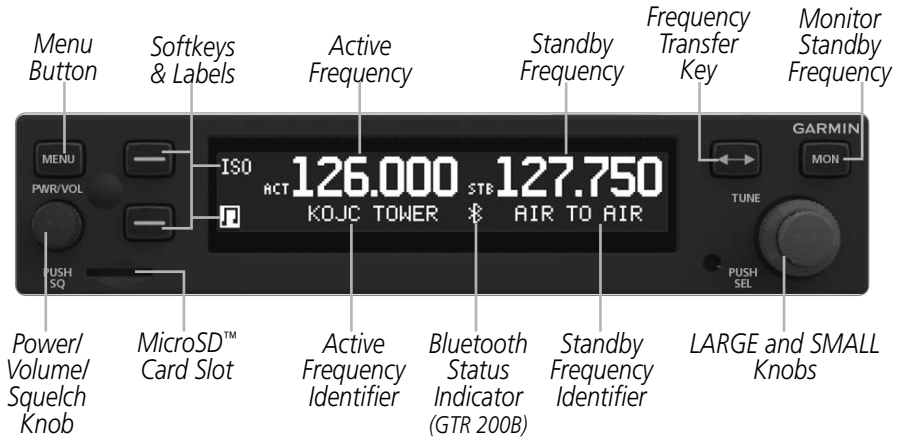 Menu
Button
Softkeys
& Labels
Active
Frequency
Standby
Frequency
Frequency
Transfer
Key
Monitor
Standby
Frequency
GARMIN
MENU
MON
PWR/VOL
ISO
ACT 126.000 STB 127.750
KOJC TOWER AIR TO AIR
TUNE
PUSH
SQ
PUSH
SEL
Power/
Volume/
Squelch
Knob
MicroSD™
Card Slot
Active
Frequency
Identifier
Bluetooth
Status
Indicator
(GTR 200B)
Standby
Frequency
Identifier
LARGE and SMALL
Knobs